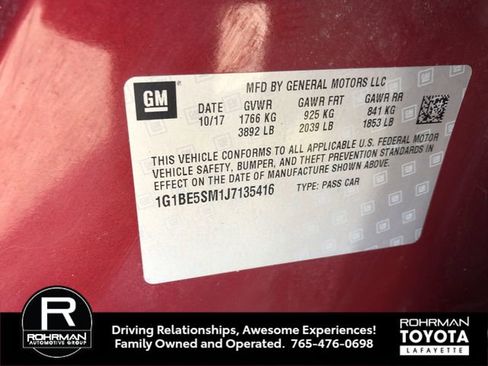 GM
MFD BY GENERAL MOTORS LLC
DATE GVWR GAWR FRT GAWR RR
10/17 1766 KG 925 KG 841 KG
3892 LB 2039 LB 1853 LB
THIS VEHICLE CONFORMS TO ALL APPLICABLE U.S. FEDERAL MOTOR
VEHICLE SAFETY, BUMPER, AND THEFT PREVENTION STANDARDS IN
EFFECT ON THE DATE OF MANUFACTURE SHOWN ABOVE.
1G1BE5SM1J7135416 TYPE: PASS CAR
R
ROHRMAN
AUTOMOTIVE GROUP
Driving Relationships, Awesome Experiences!
Family Owned and Operated. 765-476-0698
ROHRMAN
TOYOTA
LAFAYETTE